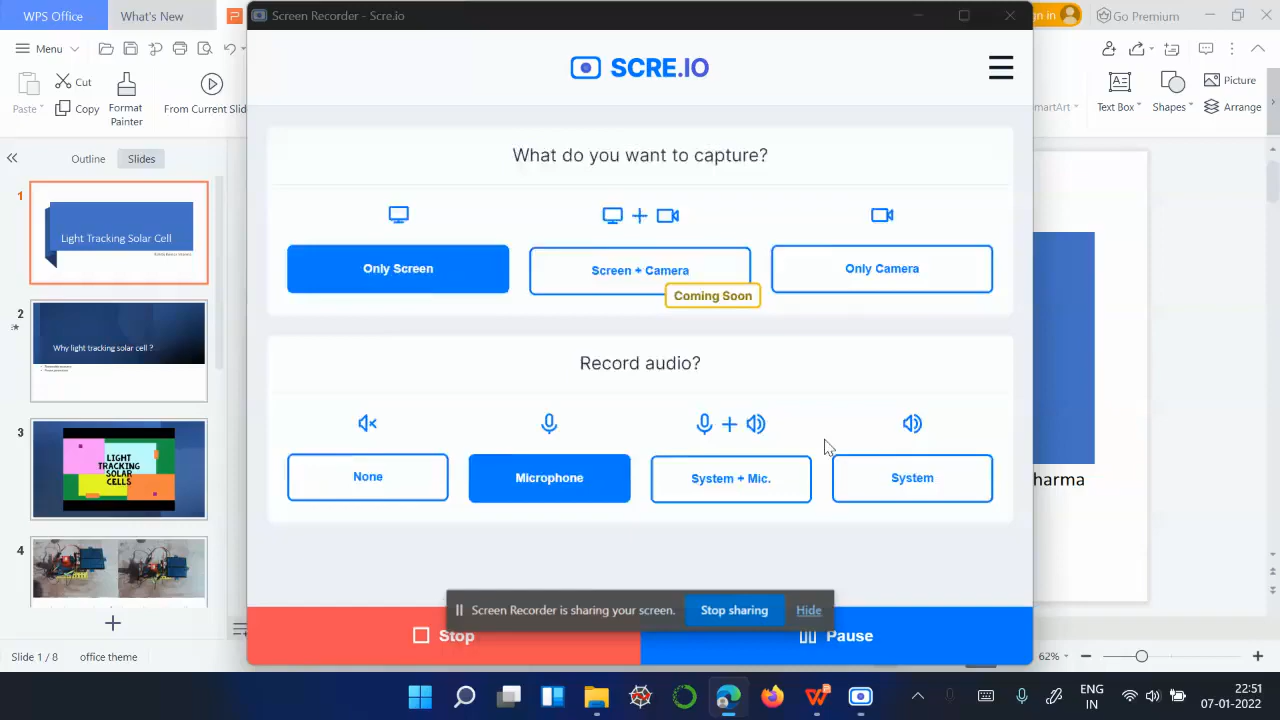 WPS Office
What's New
Screen Recorder - Scre.io
Go Premium
Menu
Cut
Paste
Copy
Format
Painter
From Current Slid
Text Box
Shapes
Picture
Arrange
SCRE.IO
Outline
Slides
What do you want to capture?
Only Screen
Screen + Camera
Only Camera
Coming Soon
Record audio?
None
Microphone
System + Mic.
System
1
Light Tracking Solar Cell
2
Why light tracking solar cell ?
3
LIGHT
TRACKING
SOLAR
CELLS
4
harma
Screen Recorder is sharing your screen.
Stop sharing
Hide
Stop
Pause
Slide 1 / 8
office theme
62%
ENG
IN
22:51
07-01-2022